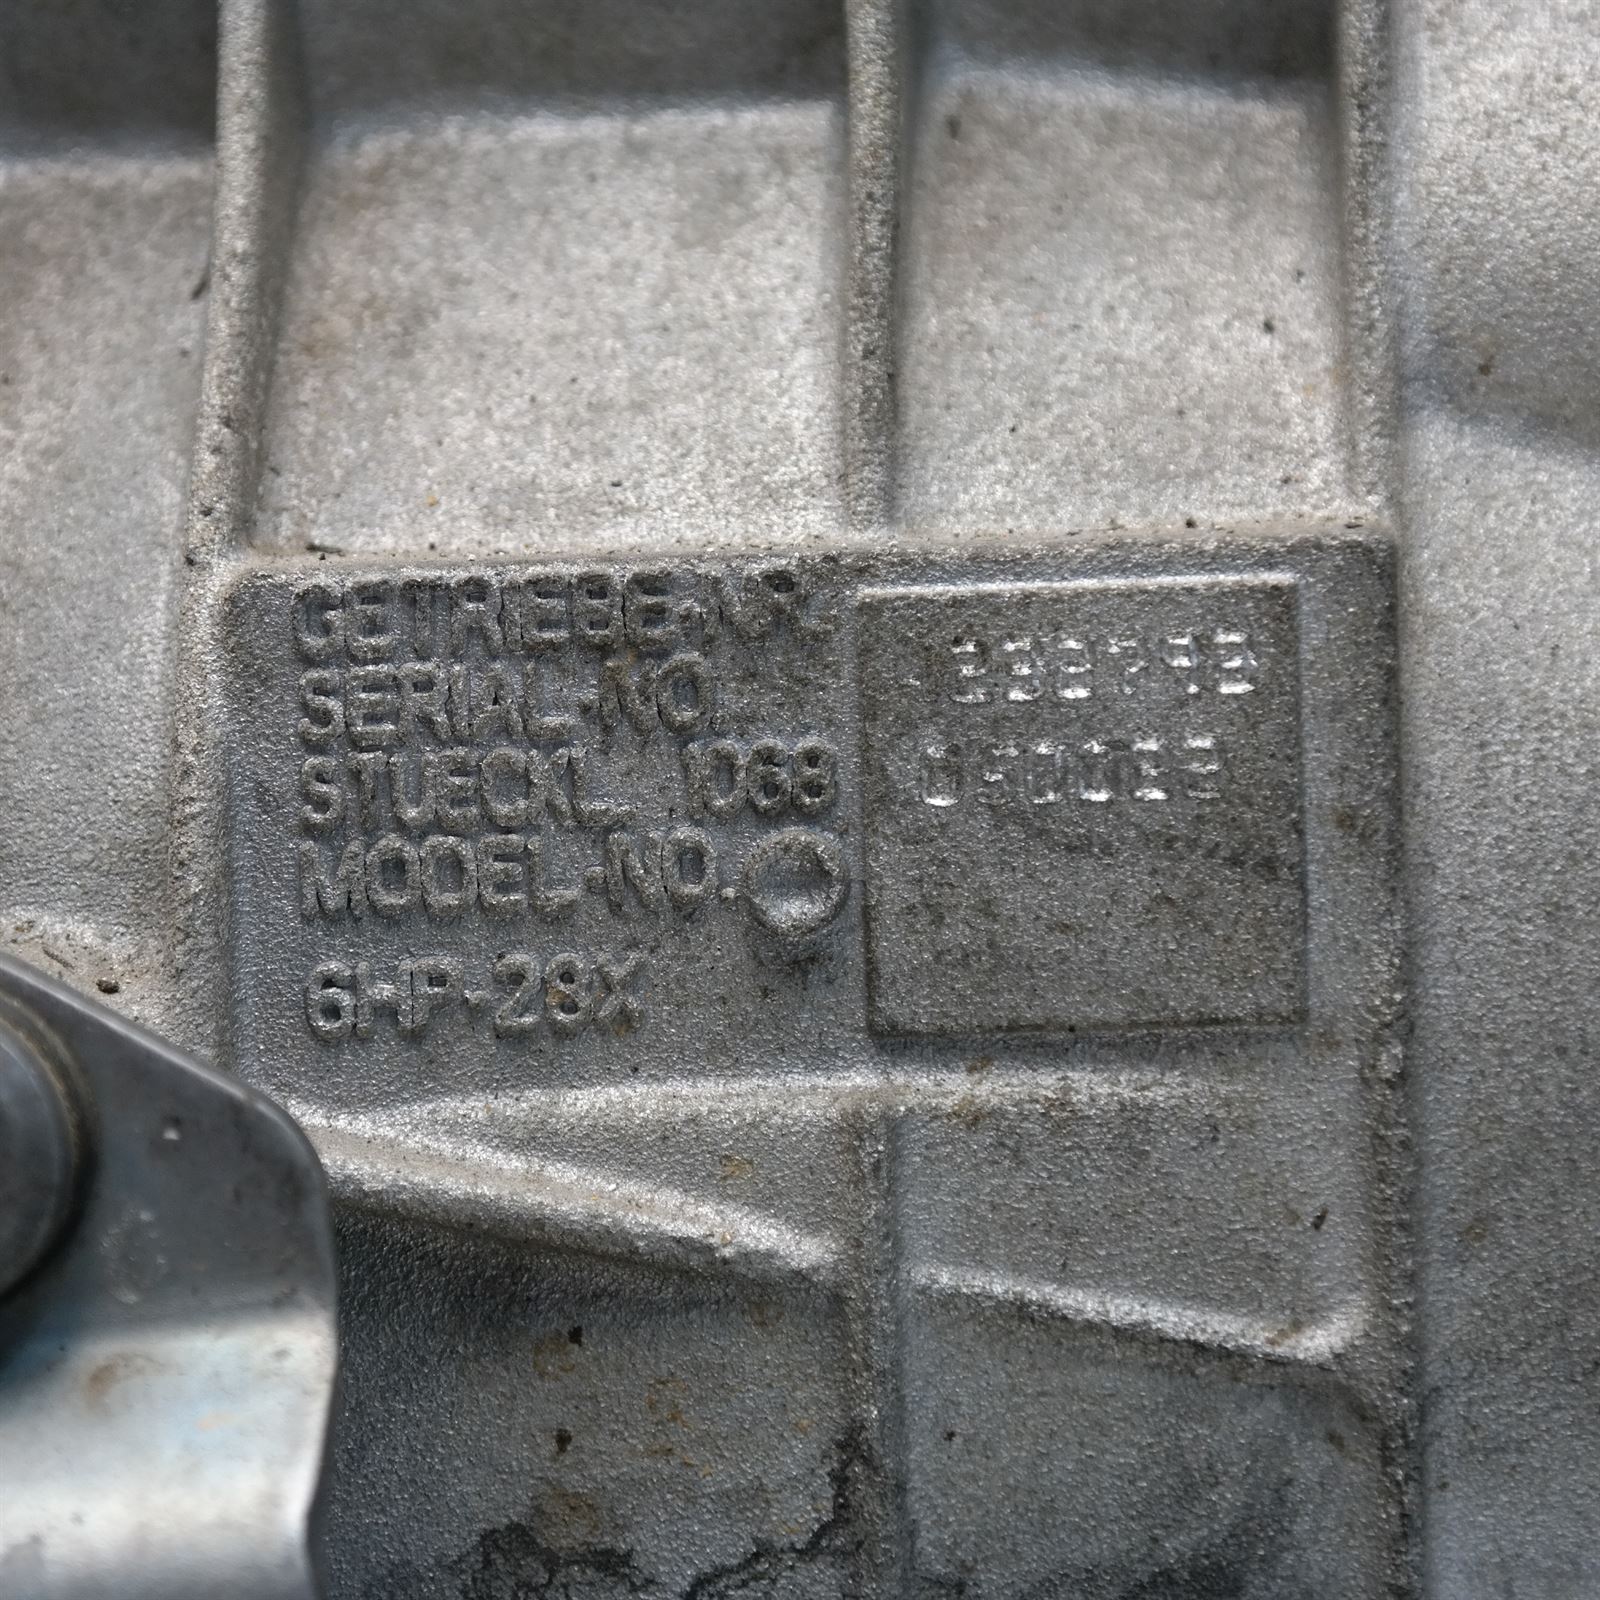 GETRIEBE-NR.
SERIAL-NO.
STUECKL. 1068
MODEL-NO.
6HP-28X